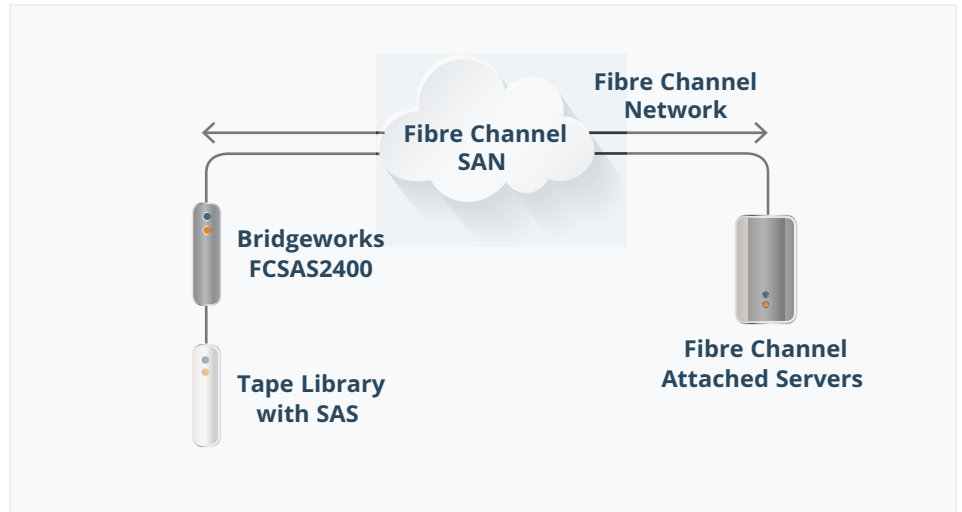 Fibre Channel
Network
Fibre Channel
SAN
Bridgeworks
FCSAS2400
Fibre Channel
Attached Servers
Tape Library
with SAS